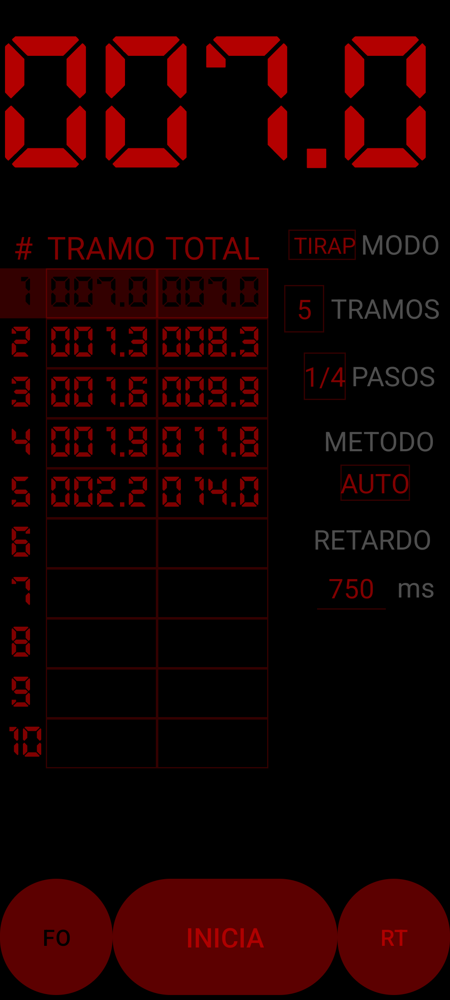 007.0
# TRAMO TOTAL
TIRAP MODO
1 007.0 007.0
5 TRAMOS
2 001.3 008.3
1/4 PASOS
3 001.6 009.9
4 001.9 011.8
METODO
AUTO
5 002.2 014.0
6
RETARDO
7
750 ms
8
9
10
FO INICIA RT